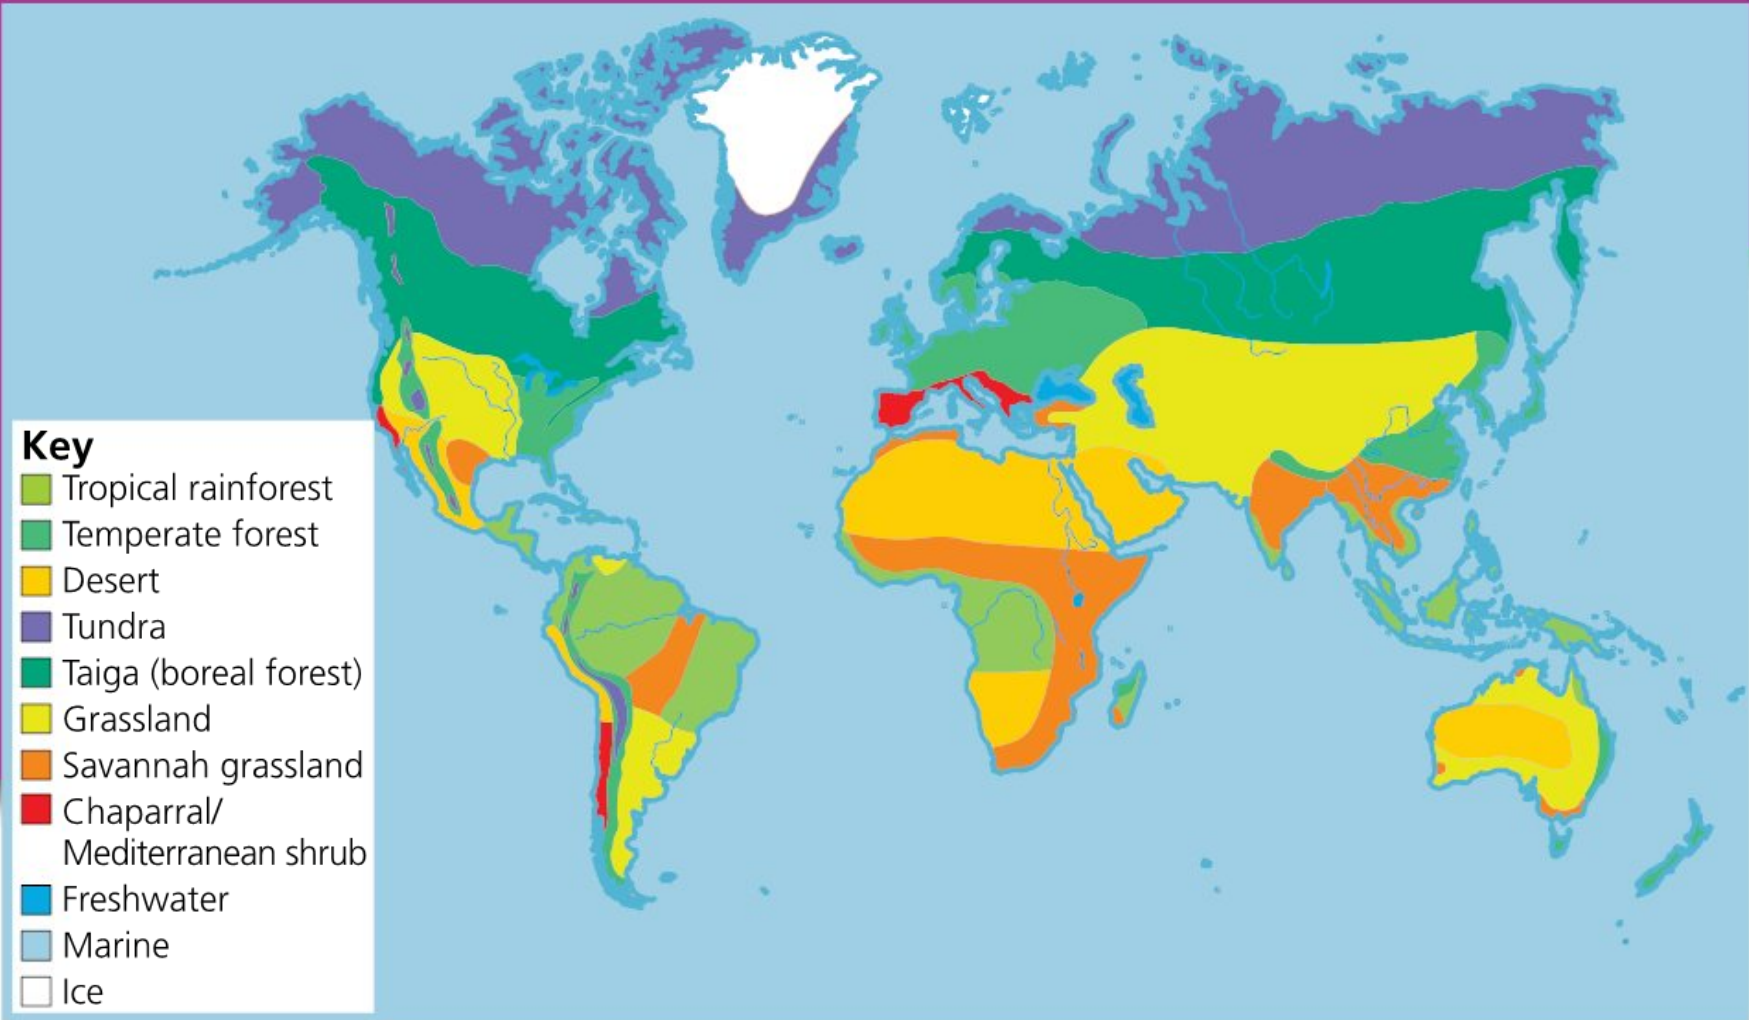 Key
Tropical rainforest
Temperate forest
Desert
Tundra
Taiga (boreal forest)
Grassland
Savannah grassland
Chaparral/
Mediterranean shrub
Freshwater
Marine
Ice